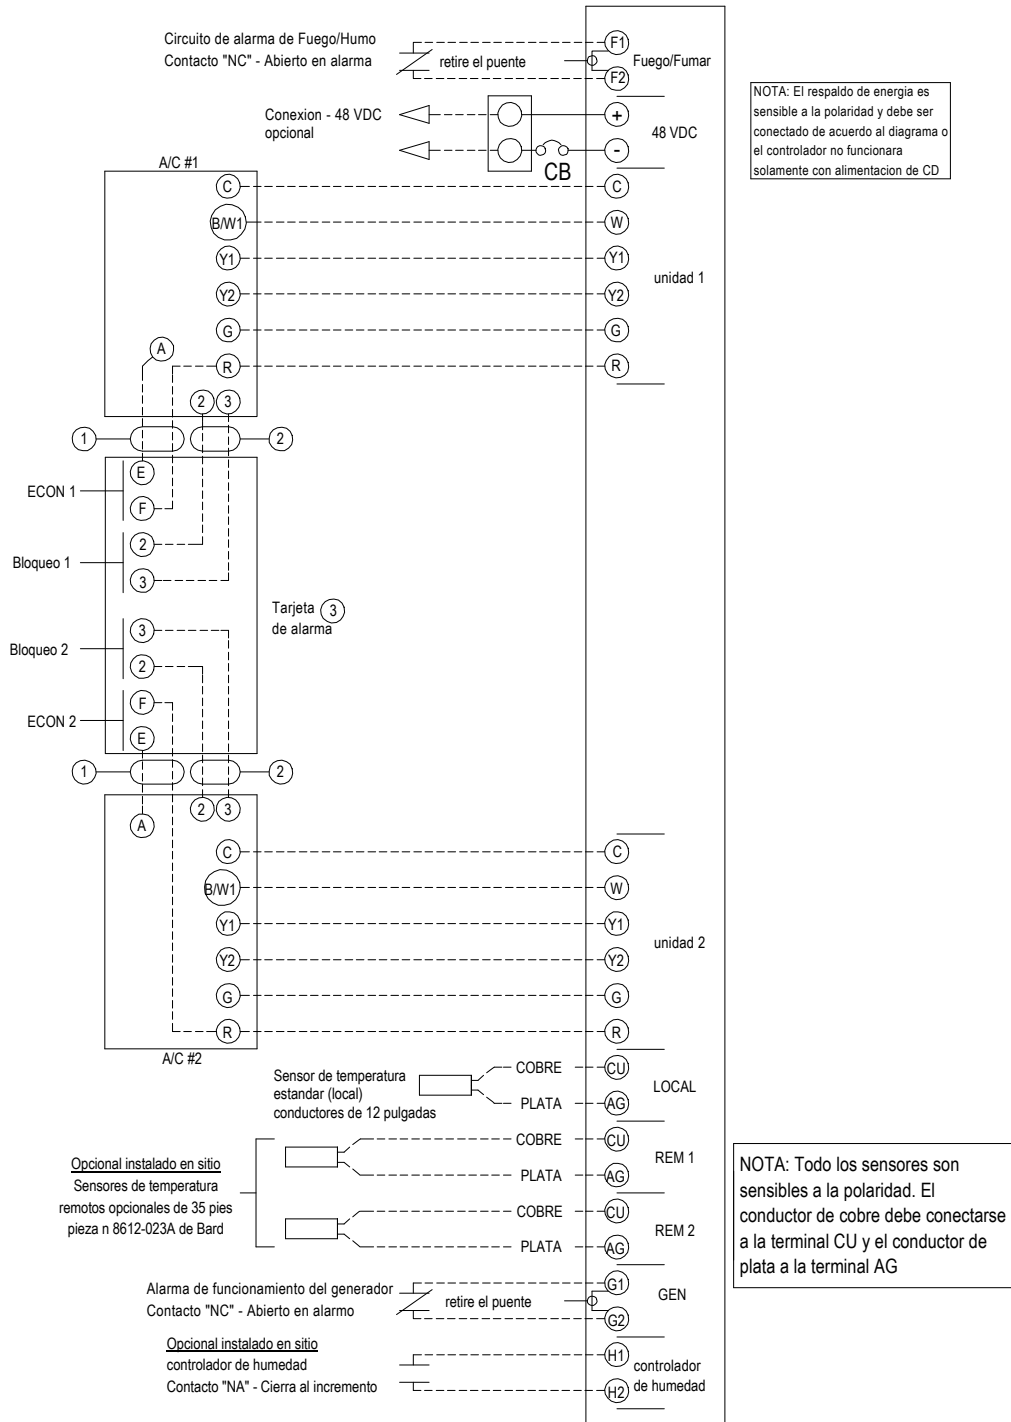 Circuito de alarma de Fuego/Humo
Contacto "NC" - Abierto en alarma
retire el puente
F1
F2
Fuego/Fumar
Conexion - 48 VDC
opcional
CB
+
-
48 VDC
NOTA: El respaldo de energia es
sensible a la polaridad y debe ser
conectado de acuerdo al diagrama o
el controlador no funcionara
solamente con alimentacion de CD
A/C #1
C
B/W1
Y1
Y2
G
R
A
2
3
C
W
Y1
Y2
G
R
unidad 1
1
2
ECON 1
E
F
Bloqueo 1
2
3
Tarjeta 3
de alarma
Bloqueo 2
3
2
ECON 2
F
E
1
2
A
2
3
C
B/W1
Y1
Y2
G
R
A/C #2
C
W
Y1
Y2
G
R
unidad 2
Sensor de temperatura
estandar (local)
conductores de 12 pulgadas
COBRE
PLATA
CU
AG
LOCAL
Opcional instalado en sitio
Sensores de temperatura
remotos opcionales de 35 pies
pieza n 8612-023A de Bard
COBRE
PLATA
CU
AG
REM 1
COBRE
PLATA
CU
AG
REM 2
NOTA: Todo los sensores son
sensibles a la polaridad. El
conductor de cobre debe conectarse
a la terminal CU y el conductor de
plata a la terminal AG
Alarma de funcionamiento del generador
Contacto "NC" - Abierto en alarmo
retire el puente
G1
G2
GEN
Opcional instalado en sitio
controlador de humedad
Contacto "NA" - Cierra al incremento
H1
H2
controlador
de humedad